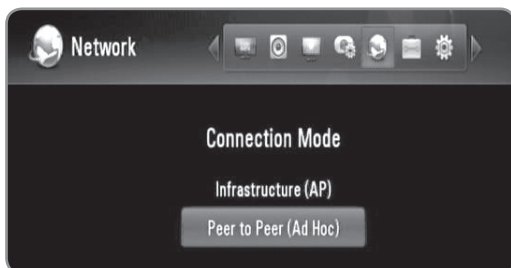 Network
Connection Mode
Infrastructure (AP)
Peer to Peer (Ad Hoc)